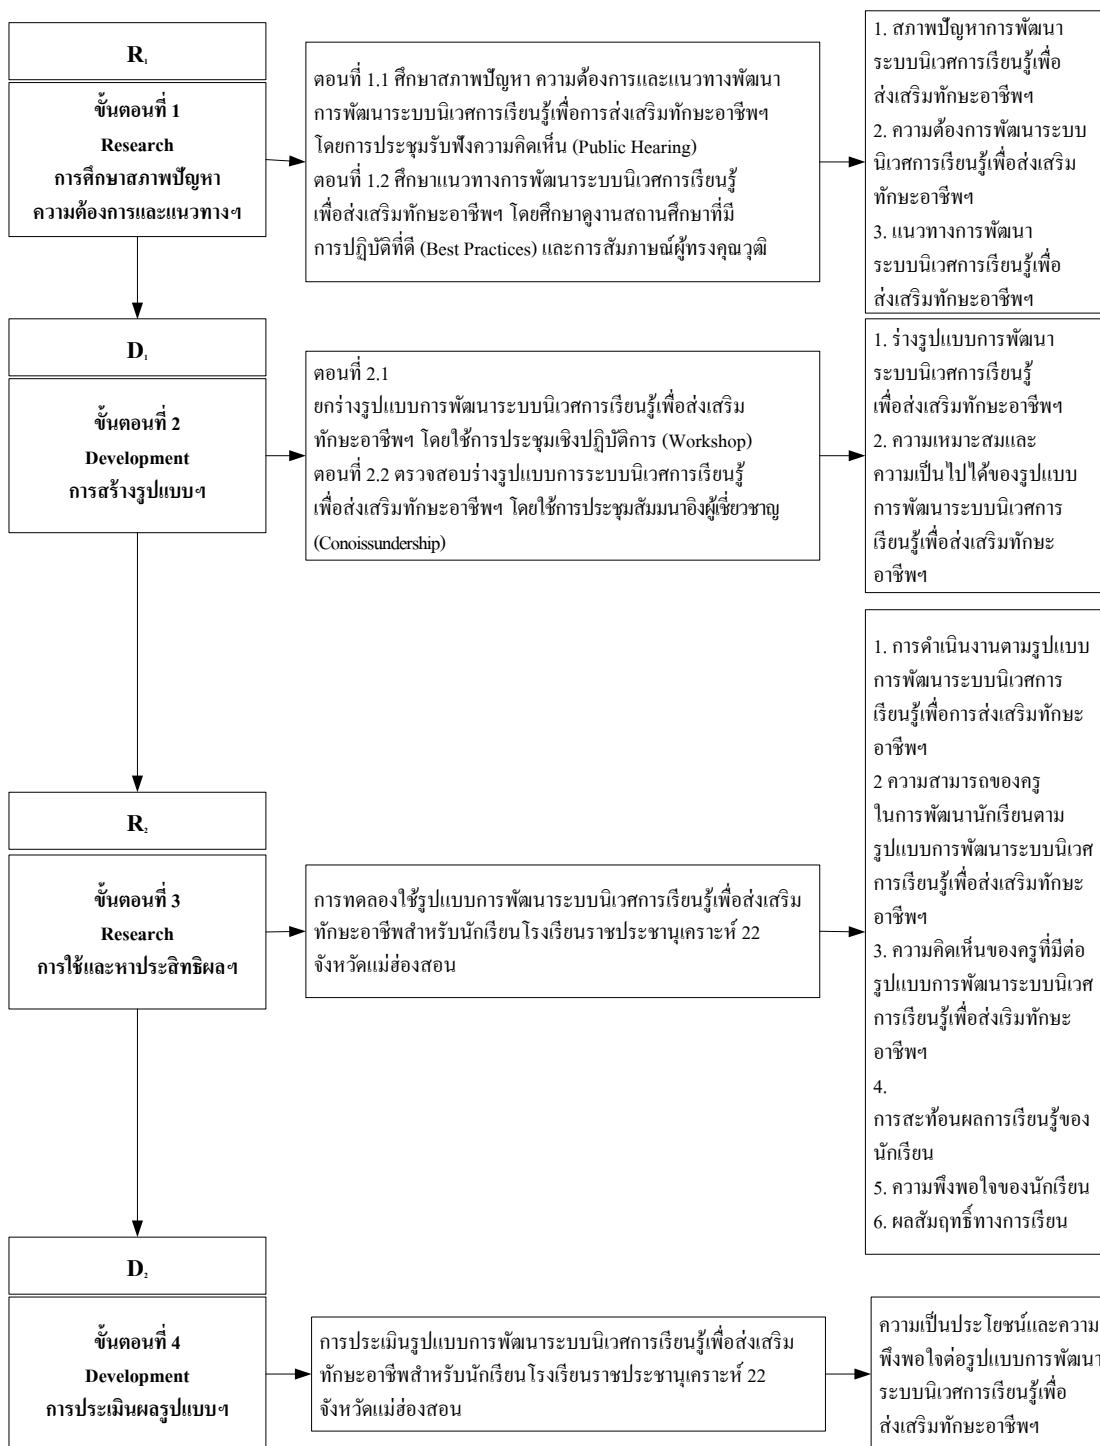 R₁
ขั้นตอนที่ 1
Research
การศึกษาสภาพปัญหา
ความต้องการและแนวทางฯ
ตอนที่ 1.1 ศึกษาสภาพปัญหา ความต้องการและแนวทางพัฒนา
การพัฒนาระบบนิเวศการเรียนรู้เพื่อการส่งเสริมทักษะอาชีพฯ
โดยการประชุมรับฟังความคิดเห็น (Public Hearing)
ตอนที่ 1.2 ศึกษาแนวทางการพัฒนาระบบนิเวศการเรียนรู้
เพื่อส่งเสริมทักษะอาชีพฯ โดยศึกษาดูงานสถานศึกษาที่มี
การปฏิบัติที่ดี (Best Practices) และการสัมภาษณ์ผู้ทรงคุณวุฒิ
1. สภาพปัญหาการพัฒนา
ระบบนิเวศการเรียนรู้เพื่อ
ส่งเสริมทักษะอาชีพฯ
2. ความต้องการพัฒนาระบบ
นิเวศการเรียนรู้เพื่อส่งเสริม
ทักษะอาชีพฯ
3. แนวทางการพัฒนา
ระบบนิเวศการเรียนรู้เพื่อ
ส่งเสริมทักษะอาชีพฯ
D₁
ขั้นตอนที่ 2
Development
การสร้างรูปแบบฯ
ตอนที่ 2.1
ยกร่างรูปแบบการพัฒนาระบบนิเวศการเรียนรู้เพื่อส่งเสริม
ทักษะอาชีพฯ โดยใช้การประชุมเชิงปฏิบัติการ (Workshop)
ตอนที่ 2.2 ตรวจสอบร่างรูปแบบการระบบนิเวศการเรียนรู้
เพื่อส่งเสริมทักษะอาชีพฯ โดยใช้การประชุมสัมมนาอิงผู้เชี่ยวชาญ
(Conoissundership)
1. ร่างรูปแบบการพัฒนา
ระบบนิเวศการเรียนรู้
เพื่อส่งเสริมทักษะอาชีพฯ
2. ความเหมาะสมและ
ความเป็นไปได้ของรูปแบบ
การพัฒนาระบบนิเวศการ
เรียนรู้เพื่อส่งเสริมทักษะ
อาชีพฯ
R₂
ขั้นตอนที่ 3
Research
การใช้และหาประสิทธิผลฯ
การทดลองใช้รูปแบบการพัฒนาระบบนิเวศการเรียนรู้เพื่อส่งเสริม
ทักษะอาชีพสำหรับนักเรียนโรงเรียนราชประชานุเคราะห์ 22
จังหวัดแม่ฮ่องสอน
1. การดำเนินงานตามรูปแบบ
การพัฒนาระบบนิเวศการ
เรียนรู้เพื่อการส่งเสริมทักษะ
อาชีพฯ
2 ความสามารถของครู
ในการพัฒนานักเรียนตาม
รูปแบบการพัฒนาระบบนิเวศ
การเรียนรู้เพื่อส่งเสริมทักษะ
อาชีพฯ
3. ความคิดเห็นของครูที่มีต่อ
รูปแบบการพัฒนาระบบนิเวศ
การเรียนรู้เพื่อส่งเริมทักษะ
อาชีพฯ
4.
การสะท้อนผลการเรียนรู้ของ
นักเรียน
5. ความพึงพอใจของนักเรียน
6. ผลสัมฤทธิ์ทางการเรียน
D₂
ขั้นตอนที่ 4
Development
การประเมินผลรูปแบบฯ
การประเมินรูปแบบการพัฒนาระบบนิเวศการเรียนรู้เพื่อส่งเสริม
ทักษะอาชีพสำหรับนักเรียนโรงเรียนราชประชานุเคราะห์ 22
จังหวัดแม่ฮ่องสอน
ความเป็นประโยชน์และความ
พึงพอใจต่อรูปแบบการพัฒนา
ระบบนิเวศการเรียนรู้เพื่อ
ส่งเสริมทักษะอาชีพฯ